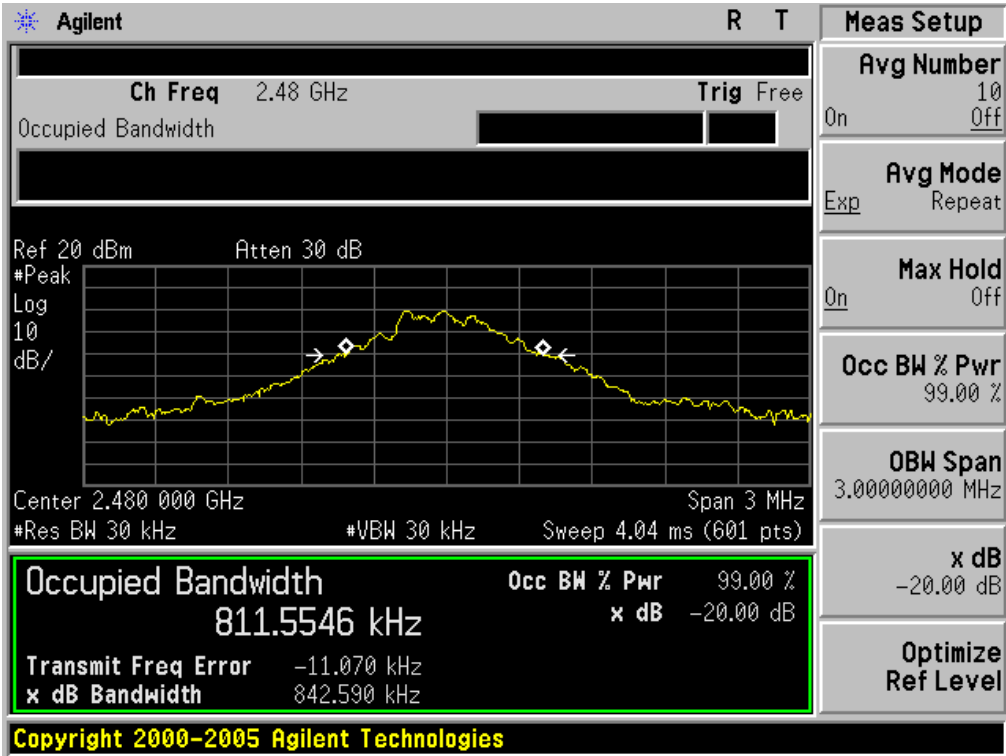 Agilent R T
Ch Freq 2.48 GHz Trig Free
Occupied Bandwidth
Ref 20 dBm Atten 30 dB
#Peak
Log
10
dB/
Center 2.480 000 GHz Span 3 MHz
#Res BW 30 kHz #VBW 30 kHz Sweep 4.04 ms (601 pts)
Occupied Bandwidth Occ BW % Pwr 99.00 %
811.5546 kHz x dB -20.00 dB
Transmit Freq Error -11.070 kHz
x dB Bandwidth 842.590 kHz
Copyright 2000-2005 Agilent Technologies
Meas Setup
Avg Number
10
On Off
Avg Mode
Exp Repeat
Max Hold
On Off
Occ BW % Pwr
99.00 %
OBW Span
3.00000000 MHz
x dB
-20.00 dB
Optimize
Ref Level